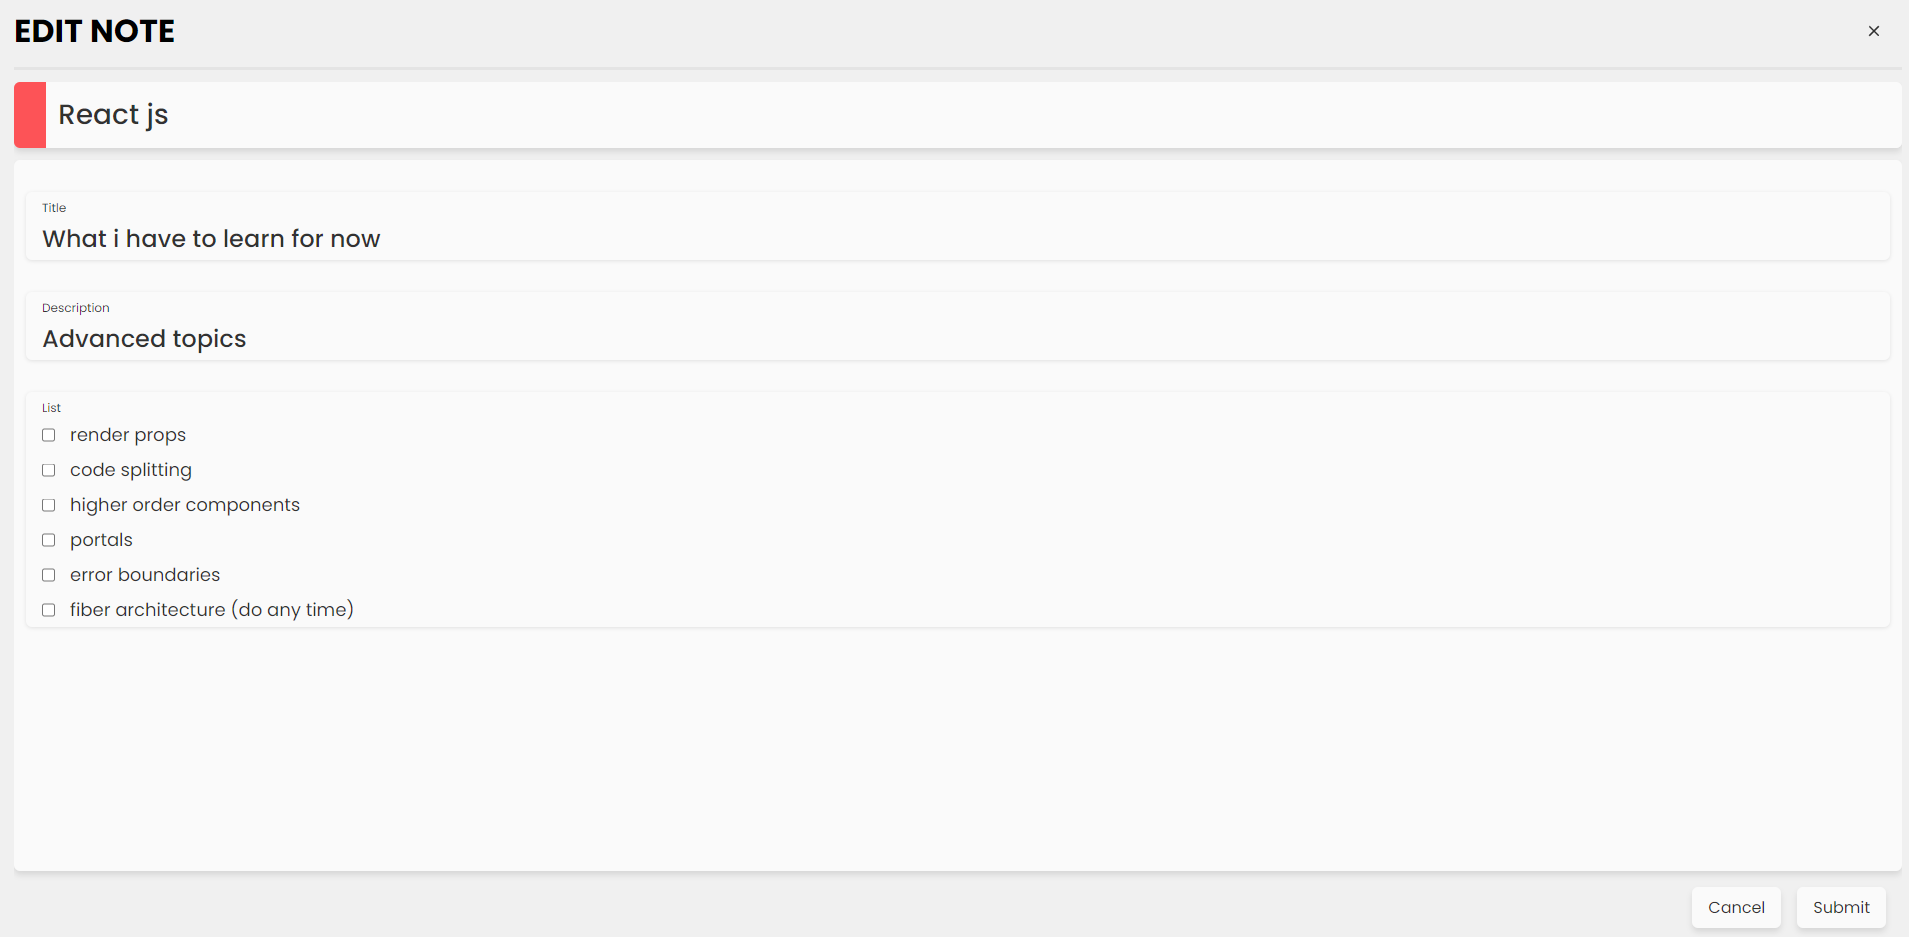 EDIT NOTE
React js
Title
What i have to learn for now
Description
Advanced topics
List
render props
code splitting
higher order components
portals
error boundaries
fiber architecture (do any time)
Cancel
Submit